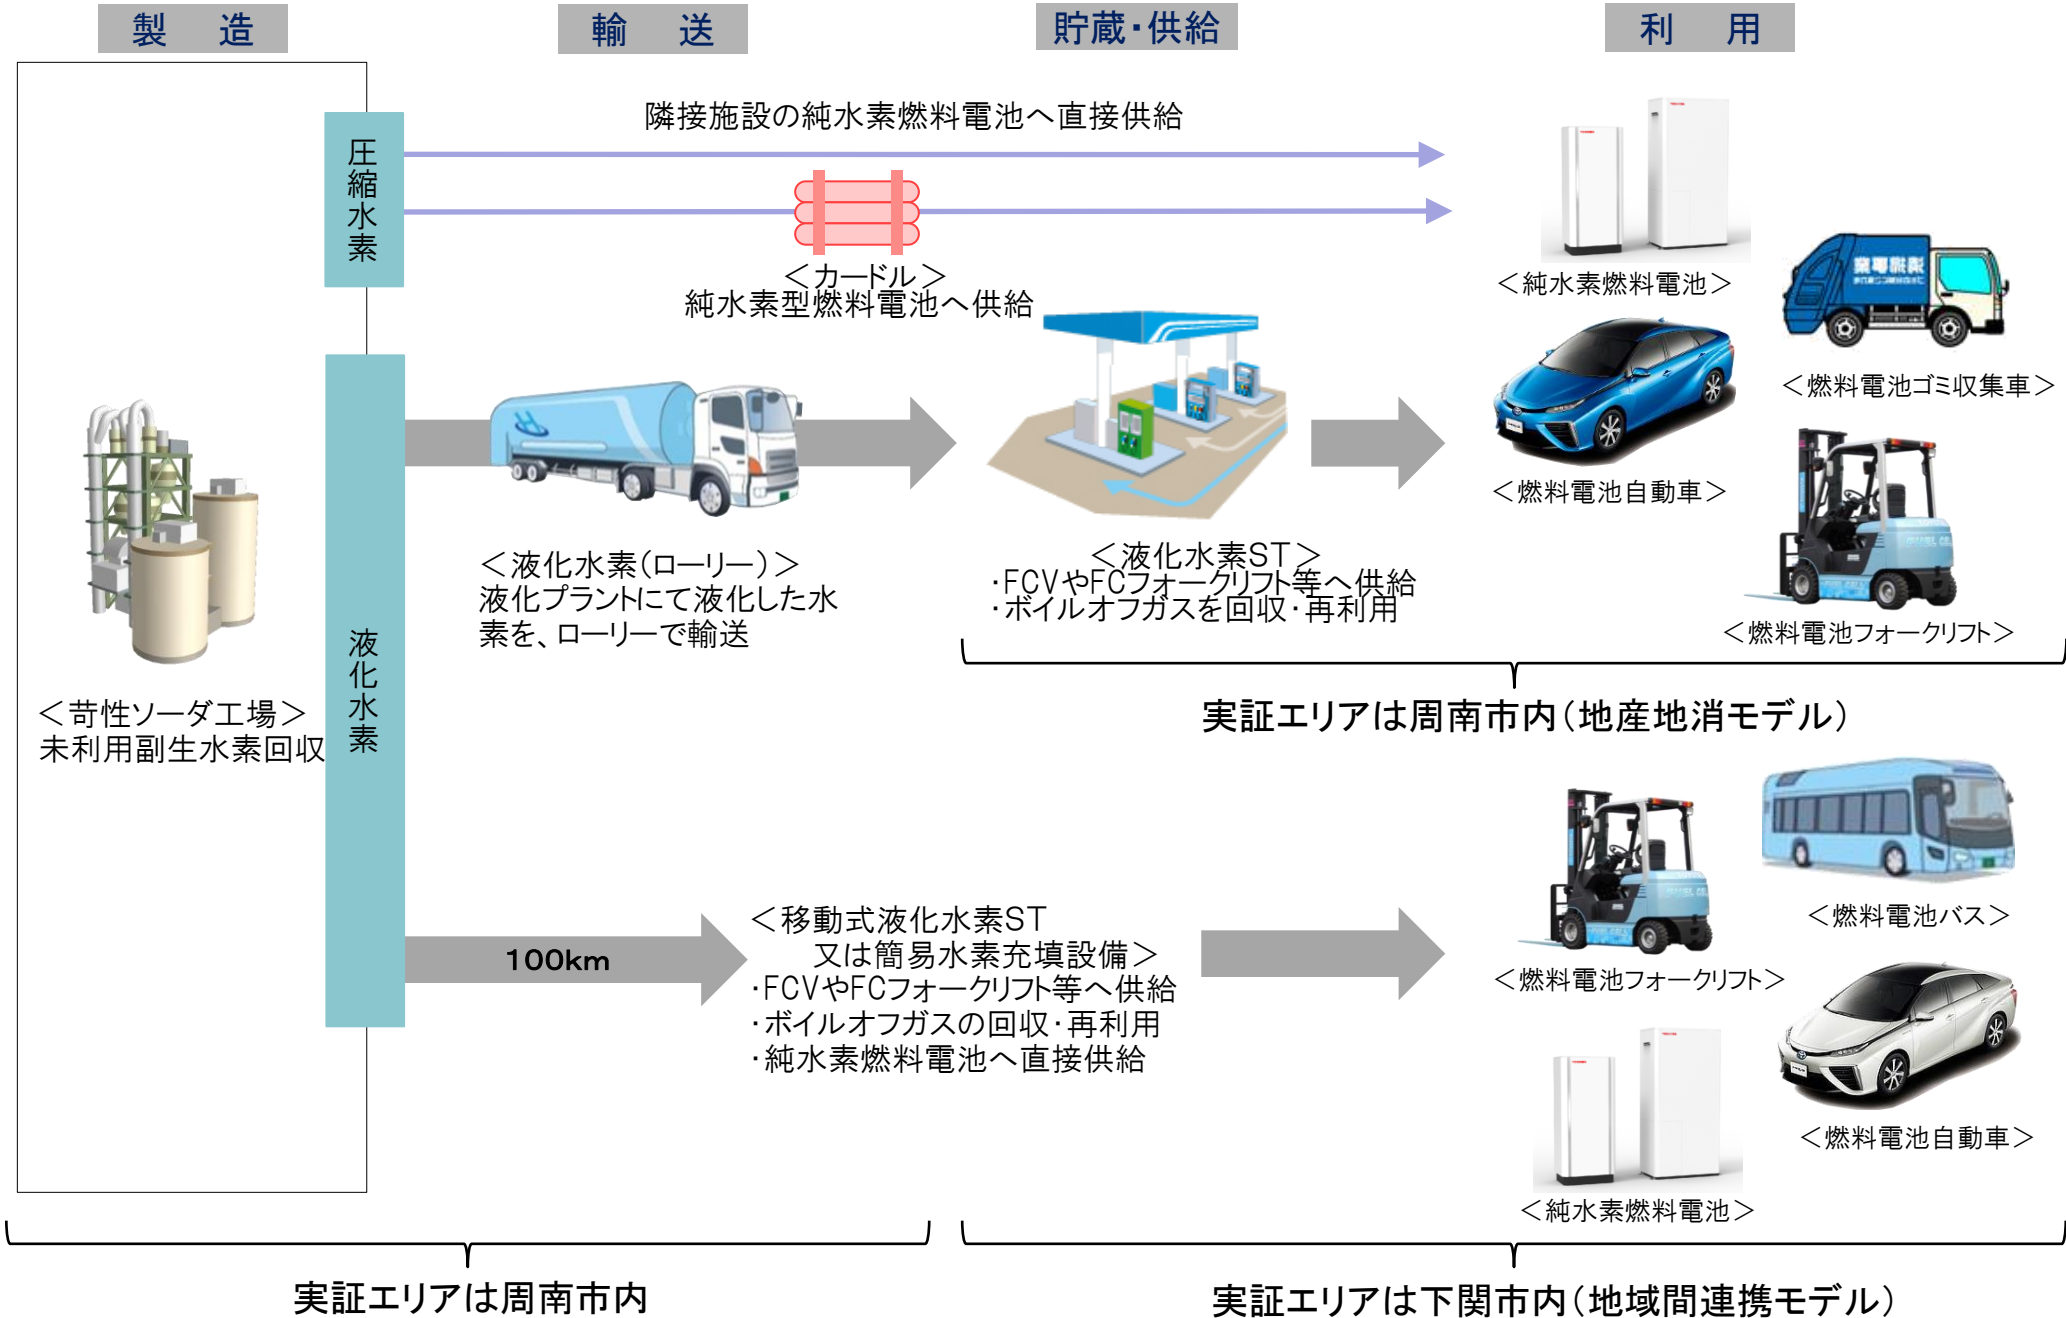 製　造
輸　送
貯蔵・供給
利　用
隣接施設の純水素燃料電池へ直接供給
圧縮水素
＜カードル＞
純水素型燃料電池へ供給
＜純水素燃料電池＞
＜燃料電池ゴミ収集車＞
＜燃料電池自動車＞
＜液化水素（ローリー）＞
液化プラントにて液化した水
素を、ローリーで輸送
＜液化水素ST＞
・FCVやFCフォークリフト等へ供給
・ボイルオフガスを回収・再利用
＜燃料電池フォークリフト＞
実証エリアは周南市内（地産地消モデル）
＜苛性ソーダ工場＞
未利用副生水素回収
液化水素
100km
＜移動式液化水素ST
又は簡易水素充填設備＞
・FCVやFCフォークリフト等へ供給
・ボイルオフガスの回収・再利用
・純水素燃料電池へ直接供給
＜燃料電池バス＞
＜燃料電池フォークリフト＞
＜燃料電池自動車＞
＜純水素燃料電池＞
実証エリアは周南市内
実証エリアは下関市内（地域間連携モデル）